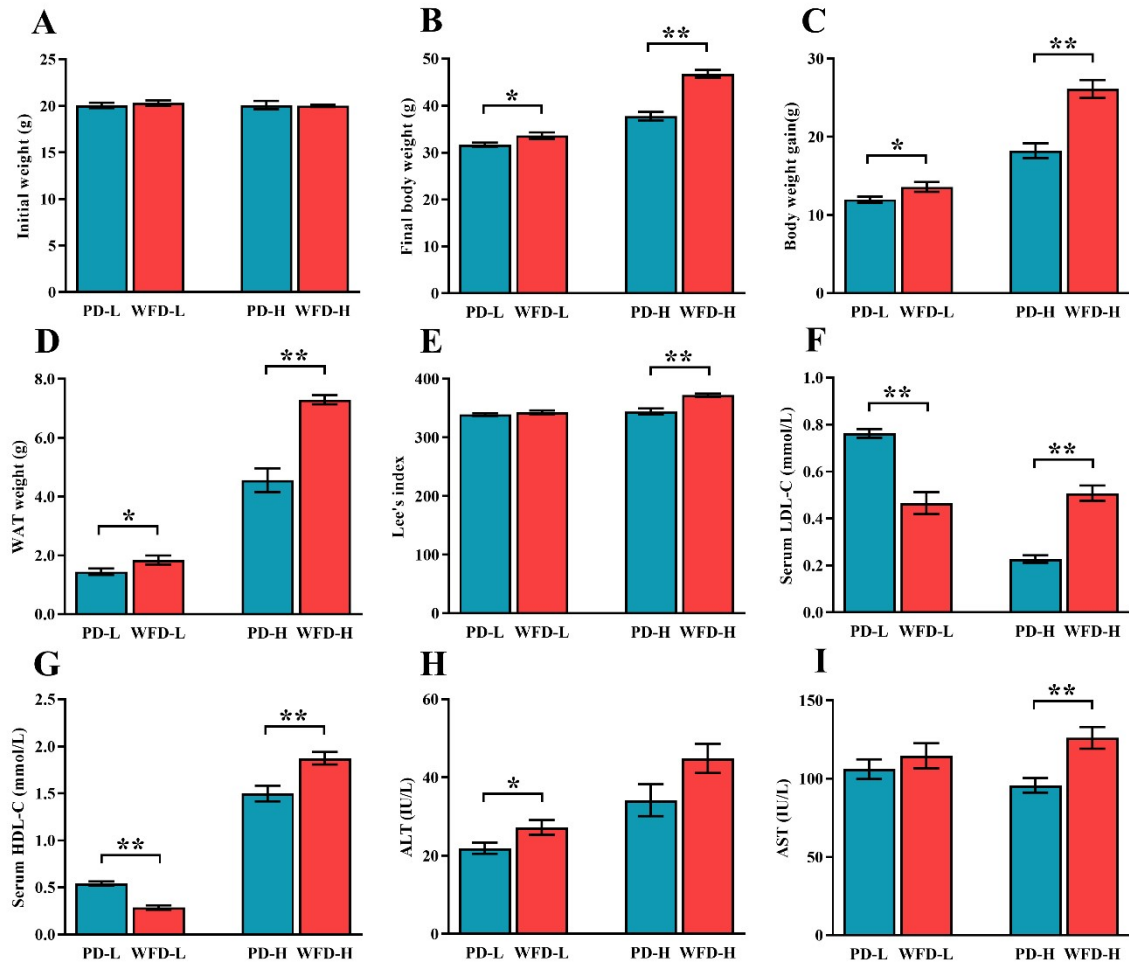 A
Initial weight (g)
25
20
15
10
5
0
PD-L WFD-L PD-H WFD-H
B
Final body weight (g)
60
50
40
30
20
10
0
*
**
PD-L WFD-L PD-H WFD-H
C
Body weight gain(g)
30
20
10
0
*
**
PD-L WFD-L PD-H WFD-H
D
WAT weight (g)
8.0
6.0
4.0
2.0
0.0
*
**
PD-L WFD-L PD-H WFD-H
E
Lee's index
400
300
200
100
0
**
PD-L WFD-L PD-H WFD-H
F
Serum LDL-C (mmol/L)
1.0
0.8
0.6
0.4
0.2
0.0
**
**
PD-L WFD-L PD-H WFD-H
G
Serum HDL-C (mmol/L)
2.5
2.0
1.5
1.0
0.5
0.0
**
**
PD-L WFD-L PD-H WFD-H
H
ALT (IU/L)
60
40
20
0
*
PD-L WFD-L PD-H WFD-H
I
AST (IU/L)
150
100
50
0
**
PD-L WFD-L PD-H WFD-H